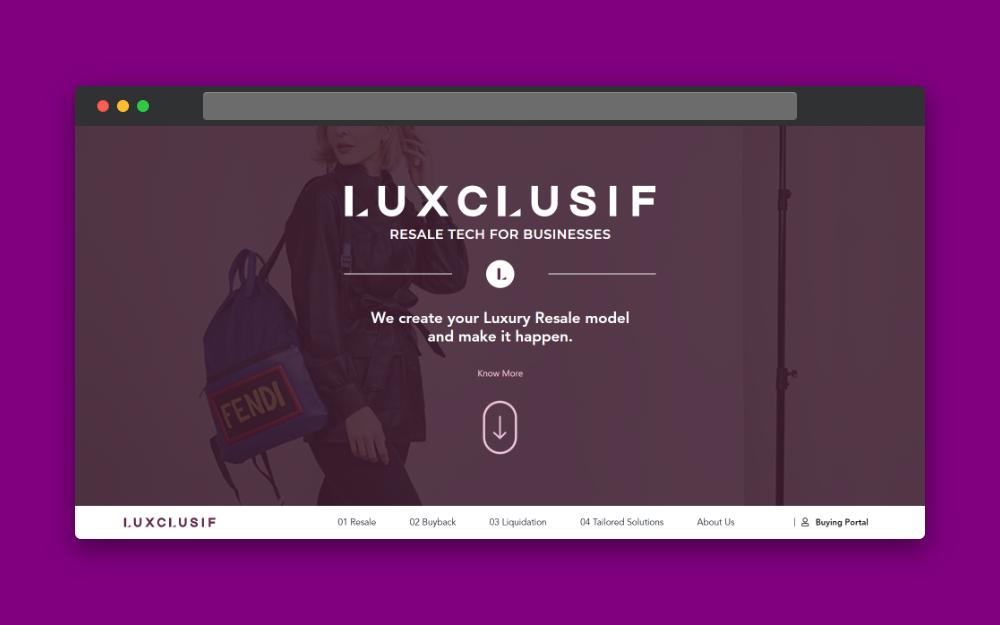 LUXCLUSIF
RESALE TECH FOR BUSINESSES
L
We create your Luxury Resale model
and make it happen.
Know More
FENDI
LUXCLUSIF
01 Resale
02 Buyback
03 Liquidation
04 Tailored Solutions
About Us
| Buying Portal